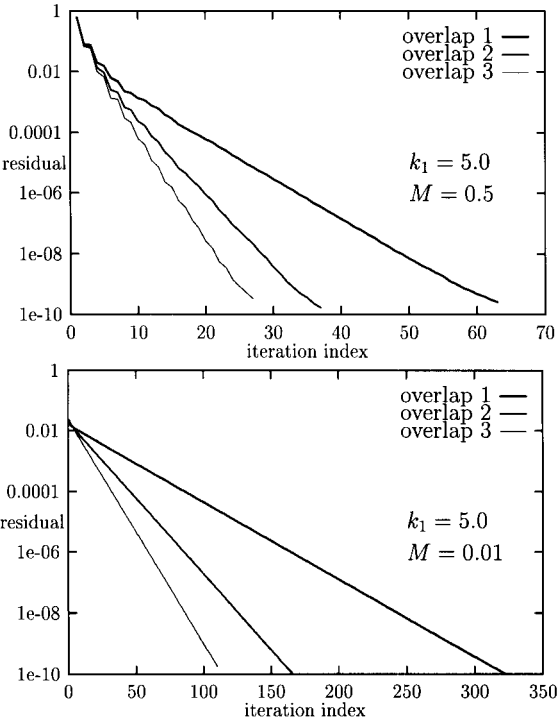 1
0.01
0.0001
residual
1e-06
1e-08
1e-10
overlap 1
overlap 2
overlap 3
k₁ = 5.0
M = 0.5
0 10 20 30 40 50 60 70
iteration index
1
0.01
0.0001
residual
1e-06
1e-08
1e-10
overlap 1
overlap 2
overlap 3
k₁ = 5.0
M = 0.01
0 50 100 150 200 250 300 350
iteration index